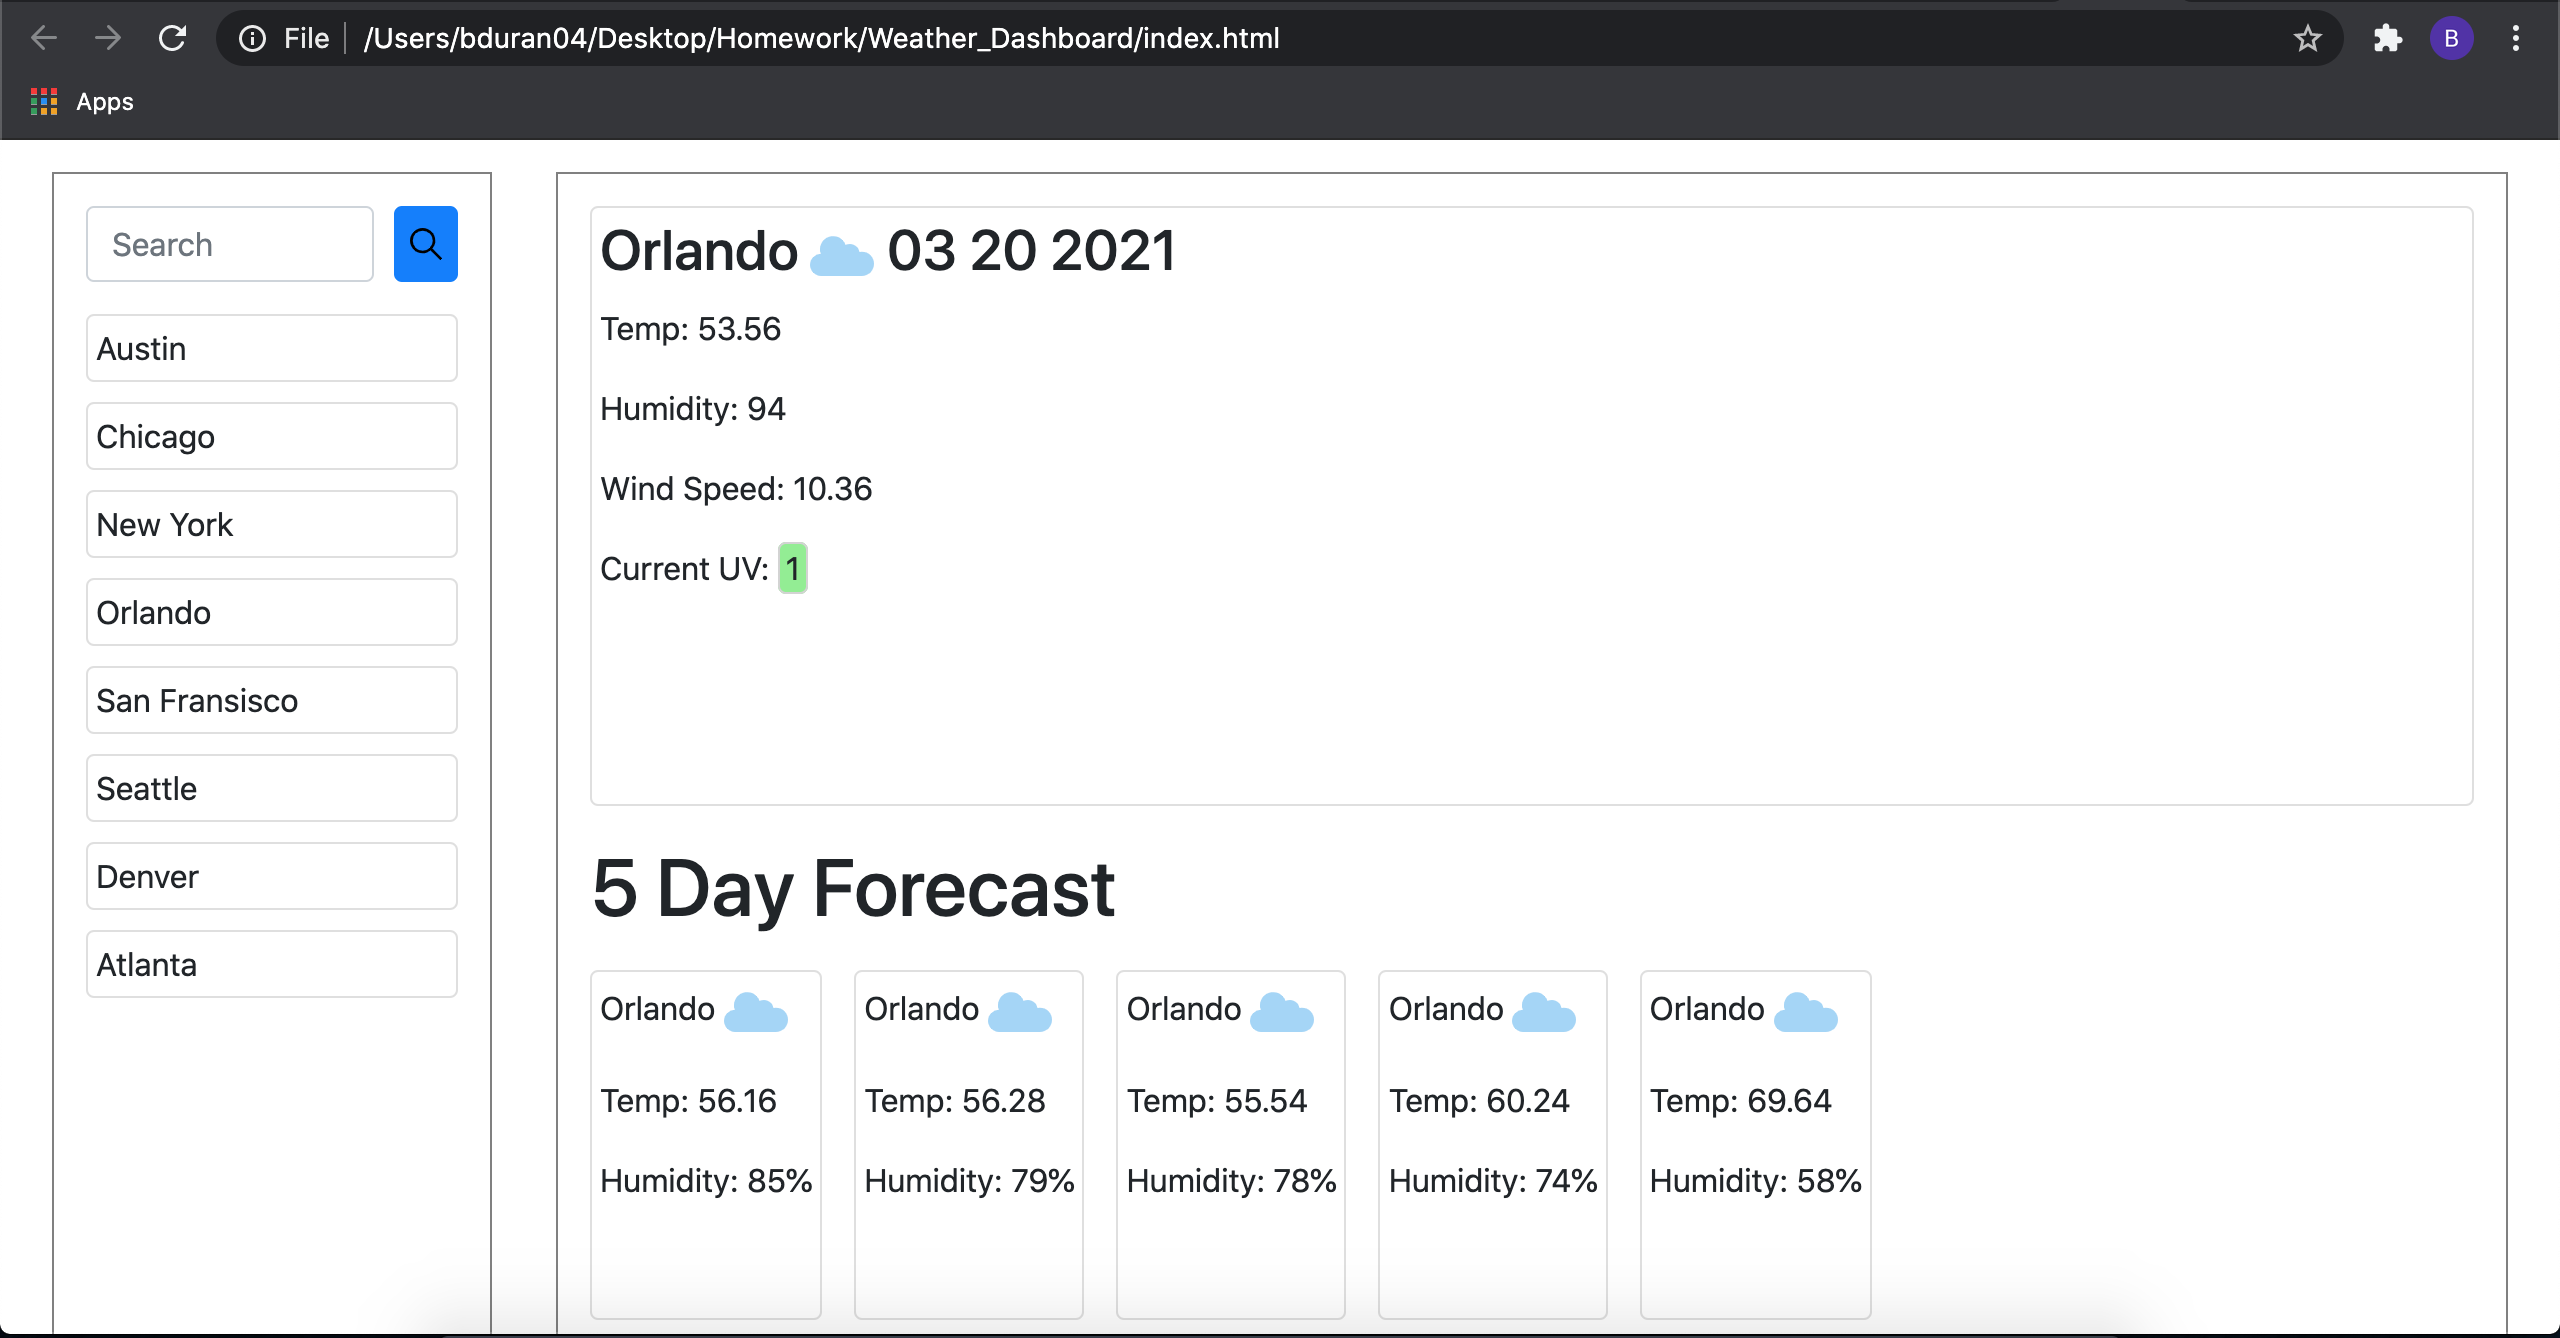 File /Users/bduran04/Desktop/Homework/Weather_Dashboard/index.html
B
Apps
Search
Austin
Chicago
New York
Orlando
San Fransisco
Seattle
Denver
Atlanta
Orlando 03 20 2021
Temp: 53.56
Humidity: 94
Wind Speed: 10.36
Current UV: 1
5 Day Forecast
Orlando
Temp: 56.16
Humidity: 85%
Orlando
Temp: 56.28
Humidity: 79%
Orlando
Temp: 55.54
Humidity: 78%
Orlando
Temp: 60.24
Humidity: 74%
Orlando
Temp: 69.64
Humidity: 58%